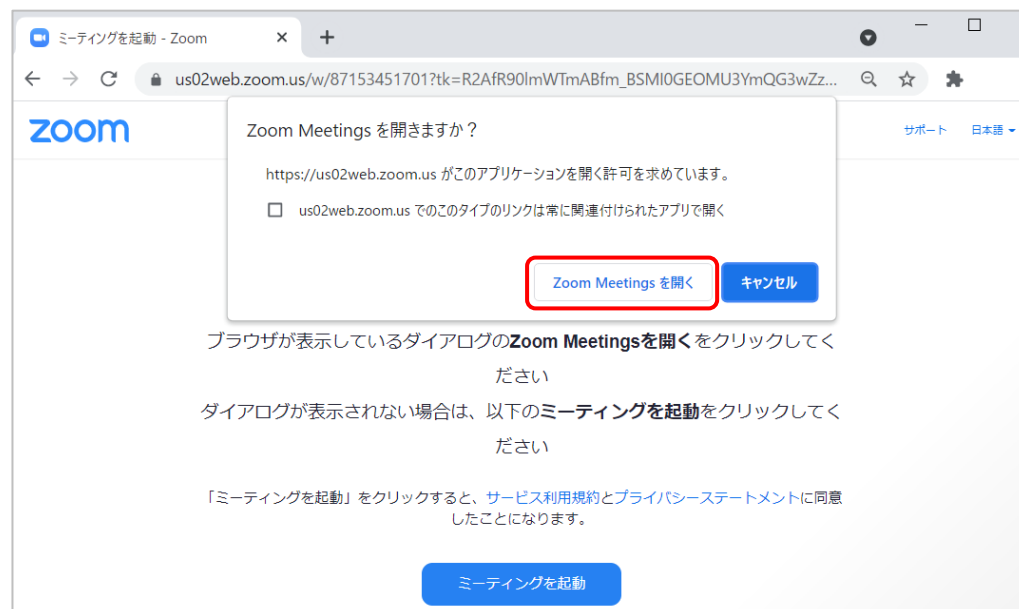 ミーティングを起動 - Zoom
us02web.zoom.us/w/87153451701?tk=R2AfR90lmWTmABfm_BSMI0GEOMU3YmQG3wZz...
zoom
サポート 日本語
Zoom Meetings を開きますか？
https://us02web.zoom.us がこのアプリケーションを開く許可を求めています。
us02web.zoom.us でのこのタイプのリンクは常に関連付けられたアプリで開く
Zoom Meetings を開く キャンセル
ブラウザが表示しているダイアログのZoom Meetingsを開くをクリックしてく
ださい
ダイアログが表示されない場合は、以下のミーティングを起動をクリックしてく
ださい
「ミーティングを起動」をクリックすると、サービス利用規約とプライバシーステートメントに同意
したことになります。
ミーティングを起動